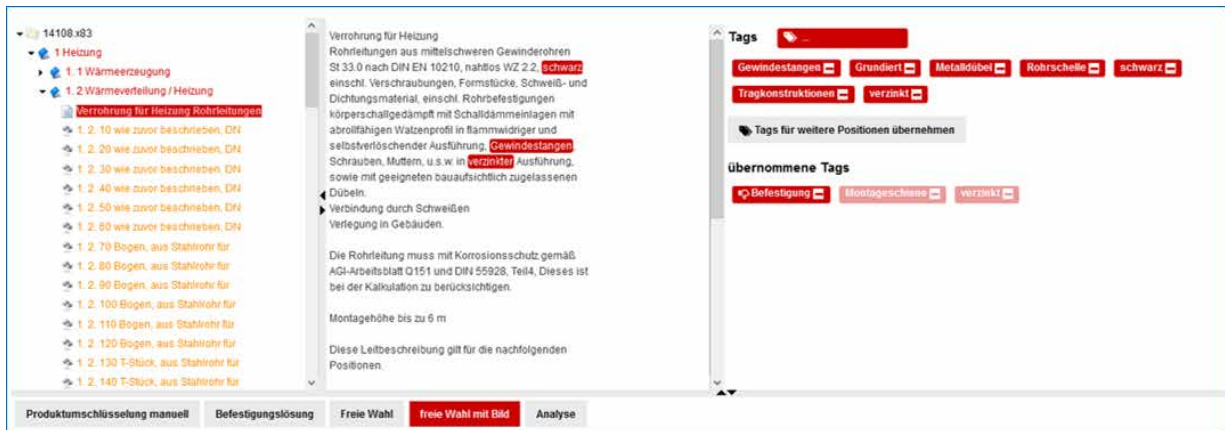 14108.x83
1 Heizung
1. 1 Wärmeerzeugung
1. 2 Wärmeverteilung / Heizung
Verrohrung für Heizung Rohrleitungen
1. 2. 10 wie zuvor beschrieben, DN
1. 2. 20 wie zuvor beschrieben, DN
1. 2. 30 wie zuvor beschrieben, DN
1. 2. 40 wie zuvor beschrieben, DN
1. 2. 50 wie zuvor beschrieben, DN
1. 2. 60 wie zuvor beschrieben, DN
1. 2. 70 Bogen, aus Stahlrohr für
1. 2. 80 Bogen, aus Stahlrohr für
1. 2. 90 Bogen, aus Stahlrohr für
1. 2. 100 Bogen, aus Stahlrohr für
1. 2. 110 Bogen, aus Stahlrohr für
1. 2. 120 Bogen, aus Stahlrohr für
1. 2. 130 T-Stück, aus Stahlrohr für
1. 2. 140 T-Stück, aus Stahlrohr für
Verrohrung für Heizung
Rohrleitungen aus mittelschweren Gewinderohren
St 33.0 nach DIN EN 10210, nahtlos WZ 2.2, schwarz
einschl. Verschraubungen, Formstücke, Schweiß- und
Dichtungsmaterial, einschl. Rohrbefestigungen
körperschallgedämpft mit Schalldämmeinlagen mit
abrollfähigen Walzenprofil in flammwidriger und
selbstverlöschender Ausführung, Gewindestangen,
Schrauben, Muttern, u.s.w. in verzinkter Ausführung,
sowie mit geeigneten bauaufsichtlich zugelassenen
Dübeln.
Verbindung durch Schweißen
Verlegung in Gebäuden.
Die Rohrleitung muss mit Korrosionsschutz gemäß
AGI-Arbeitsblatt Q151 und DIN 55928, Teil4, Dieses ist
bei der Kalkulation zu berücksichtigen.
Montagehöhe bis zu 6 m
Diese Leitbeschreibung gilt für die nachfolgenden
Positionen.
Tags ...
Gewindestangen Grundiert Metalldübel Rohrschelle schwarz
Tragkonstruktionen verzinkt
Tags für weitere Positionen übernehmen
übernommene Tags
Befestigung Montageschiene verzinkt
Produktumschlüsselung manuell Befestigungslösung Freie Wahl freie Wahl mit Bild Analyse